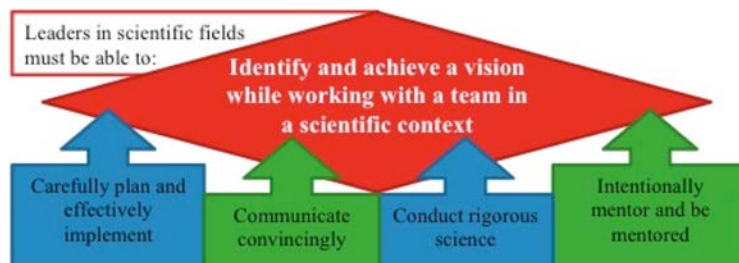 Leaders in scientific fields
must be able to:
Identify and achieve a vision
while working with a team in
a scientific context
Carefully plan and
effectively
implement
Communicate
convincingly
Conduct rigorous
science
Intentionally
mentor and be
mentored